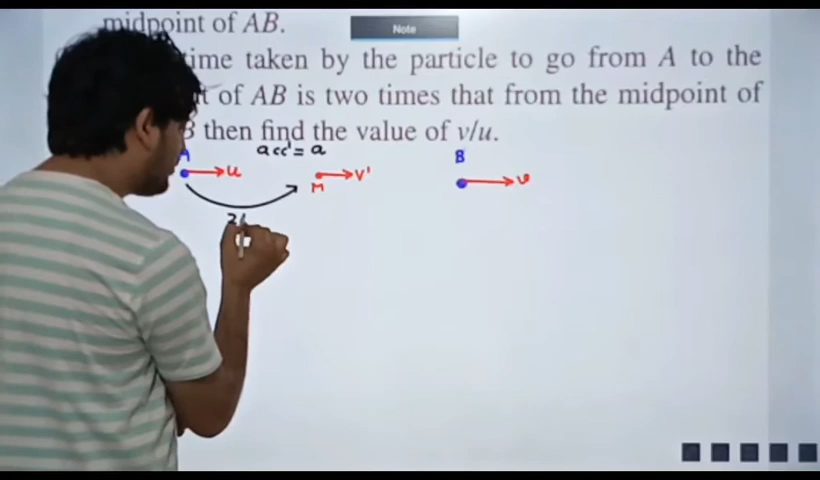 midpoint of AB.
Note
time taken by the particle to go from A to the
of AB is two times that from the midpoint of
B then find the value of v/u.
A
acc = a
B
u
v'
M
v